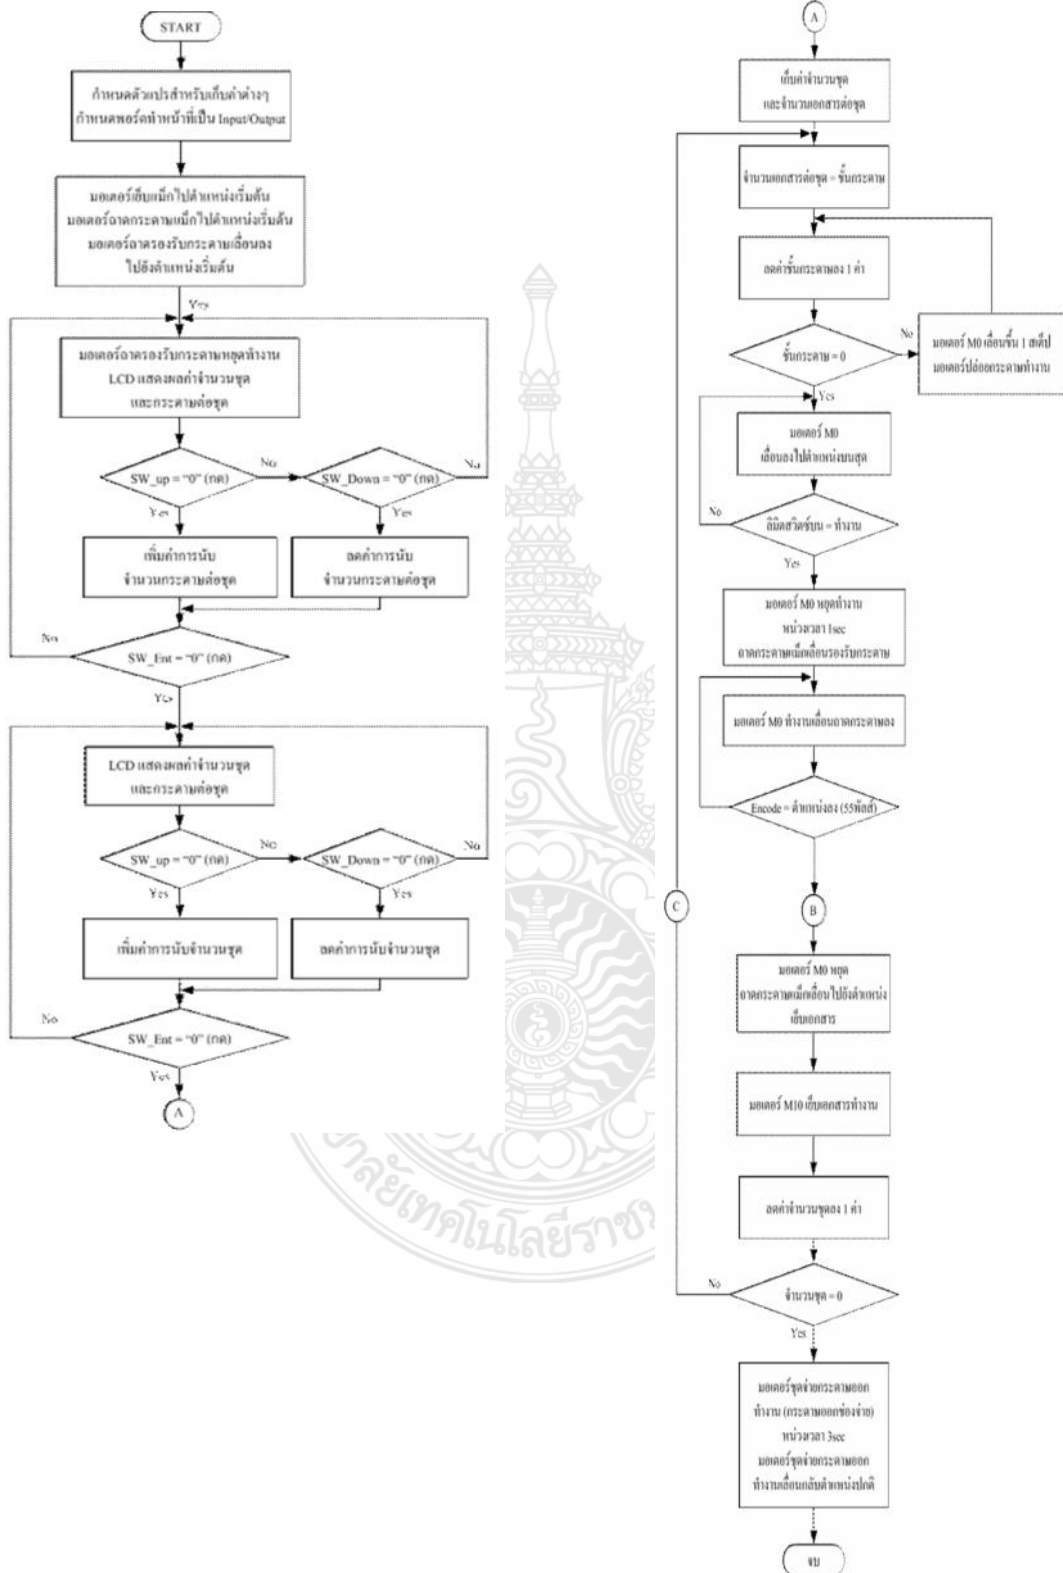 START
กำหนดตัวแปรสำหรับเก็บค่าต่างๆ
กำหนดพอร์ตทำหน้าที่เป็น Input/Output
มอเตอร์เย็บแม็กไปตำแหน่งเริ่มต้น
มอเตอร์ถาดกระดาษแม็กไปตำแหน่งเริ่มต้น
มอเตอร์ถาดรองรับกระดาษเลื่อนลง
ไปยังตำแหน่งเริ่มต้น
Yes
มอเตอร์ถาดรองรับกระดาษหยุดทำงาน
LCD แสดงผลค่าจำนวนชุด
และกระดาษต่อชุด
SW_up = “0” (กด)
No
SW_Down = “0” (กด)
No
Yes
Yes
เพิ่มค่าการนับ
จำนวนกระดาษต่อชุด
ลดค่าการนับ
จำนวนกระดาษต่อชุด
No
SW_Ent = “0” (กด)
Yes
LCD แสดงผลค่าจำนวนชุด
และกระดาษต่อชุด
SW_up = “0” (กด)
No
SW_Down = “0” (กด)
No
Yes
Yes
เพิ่มค่าการนับจำนวนชุด
ลดค่าการนับจำนวนชุด
No
SW_Ent = “0” (กด)
Yes
A
A
เก็บค่าจำนวนชุด
และจำนวนเอกสารต่อชุด
จำนวนเอกสารต่อชุด = ชั้นกระดาษ
ลดค่าชั้นกระดาษลง 1 ค่า
ชั้นกระดาษ = 0
No
มอเตอร์ M0 เลื่อนขึ้น 1 สเต็ป
มอเตอร์ปล่อยกระดาษทำงาน
Yes
มอเตอร์ M0
เลื่อนลงไปตำแหน่งบนสุด
No
ลิมิตสวิตช์บน = ทำงาน
Yes
มอเตอร์ M0 หยุดทำงาน
หน่วงเวลา 1sec
ถาดกระดาษแม็กเลื่อนรองรับกระดาษ
มอเตอร์ M0 ทำงานเลื่อนถาดกระดาษลง
Encode = ตำแหน่งลง (55พัลส์)
C
B
มอเตอร์ M0 หยุด
ถาดกระดาษแม็กเลื่อนไปยังตำแหน่ง
เย็บเอกสาร
มอเตอร์ M10 เย็บเอกสารทำงาน
ลดค่าจำนวนชุดลง 1 ค่า
No
จำนวนชุด = 0
Yes
มอเตอร์ชุดจ่ายกระดาษออก
ทำงาน (กระดาษออกช่องจ่าย)
หน่วงเวลา 3sec
มอเตอร์ชุดจ่ายกระดาษออก
ทำงานเลื่อนกลับตำแหน่งปกติ
จบ